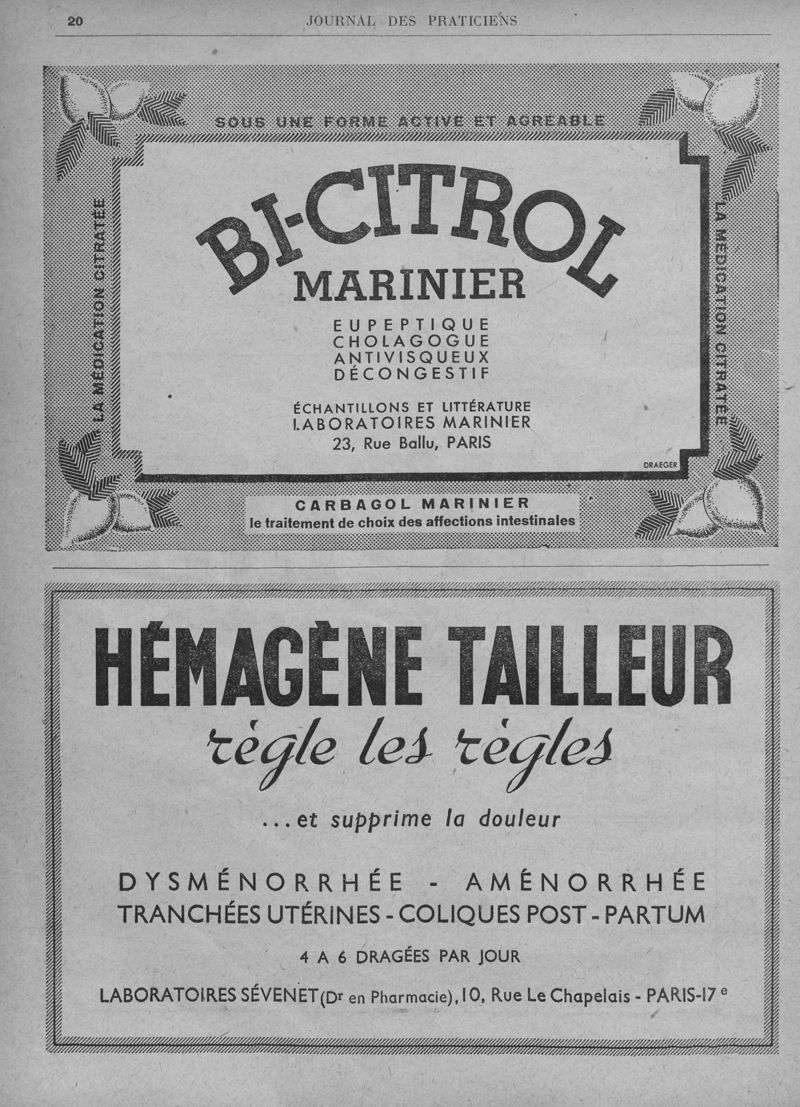 20
JOURNAL DES PRATICIENS
SOUS UNE FORME ACTIVE ET AGREABLE
LA MÉDICATION CITRATÉE
BI-CITROL
MARINIER
EUPEPTIQUE
CHOLAGOGUE
ANTIVISQUEUX
DÉCONGESTIF
ÉCHANTILLONS ET LITTÉRATURE
LABORATOIRES MARINIER
23, Rue Ballu, PARIS
DRAEGER
LA MÉDICATION CITRATÉE
CARBAGOL MARINIER
le traitement de choix des affections intestinales
HÉMAGÈNE TAILLEUR
règle les règles
...et supprime la douleur
DYSMÉNORRHÉE - AMÉNORRHÉE
TRANCHÉES UTÉRINES - COLIQUES POST - PARTUM
4 A 6 DRAGÉES PAR JOUR
LABORATOIRES SÉVENET (Dr en Pharmacie), 10, Rue Le Chapelais - PARIS-17e